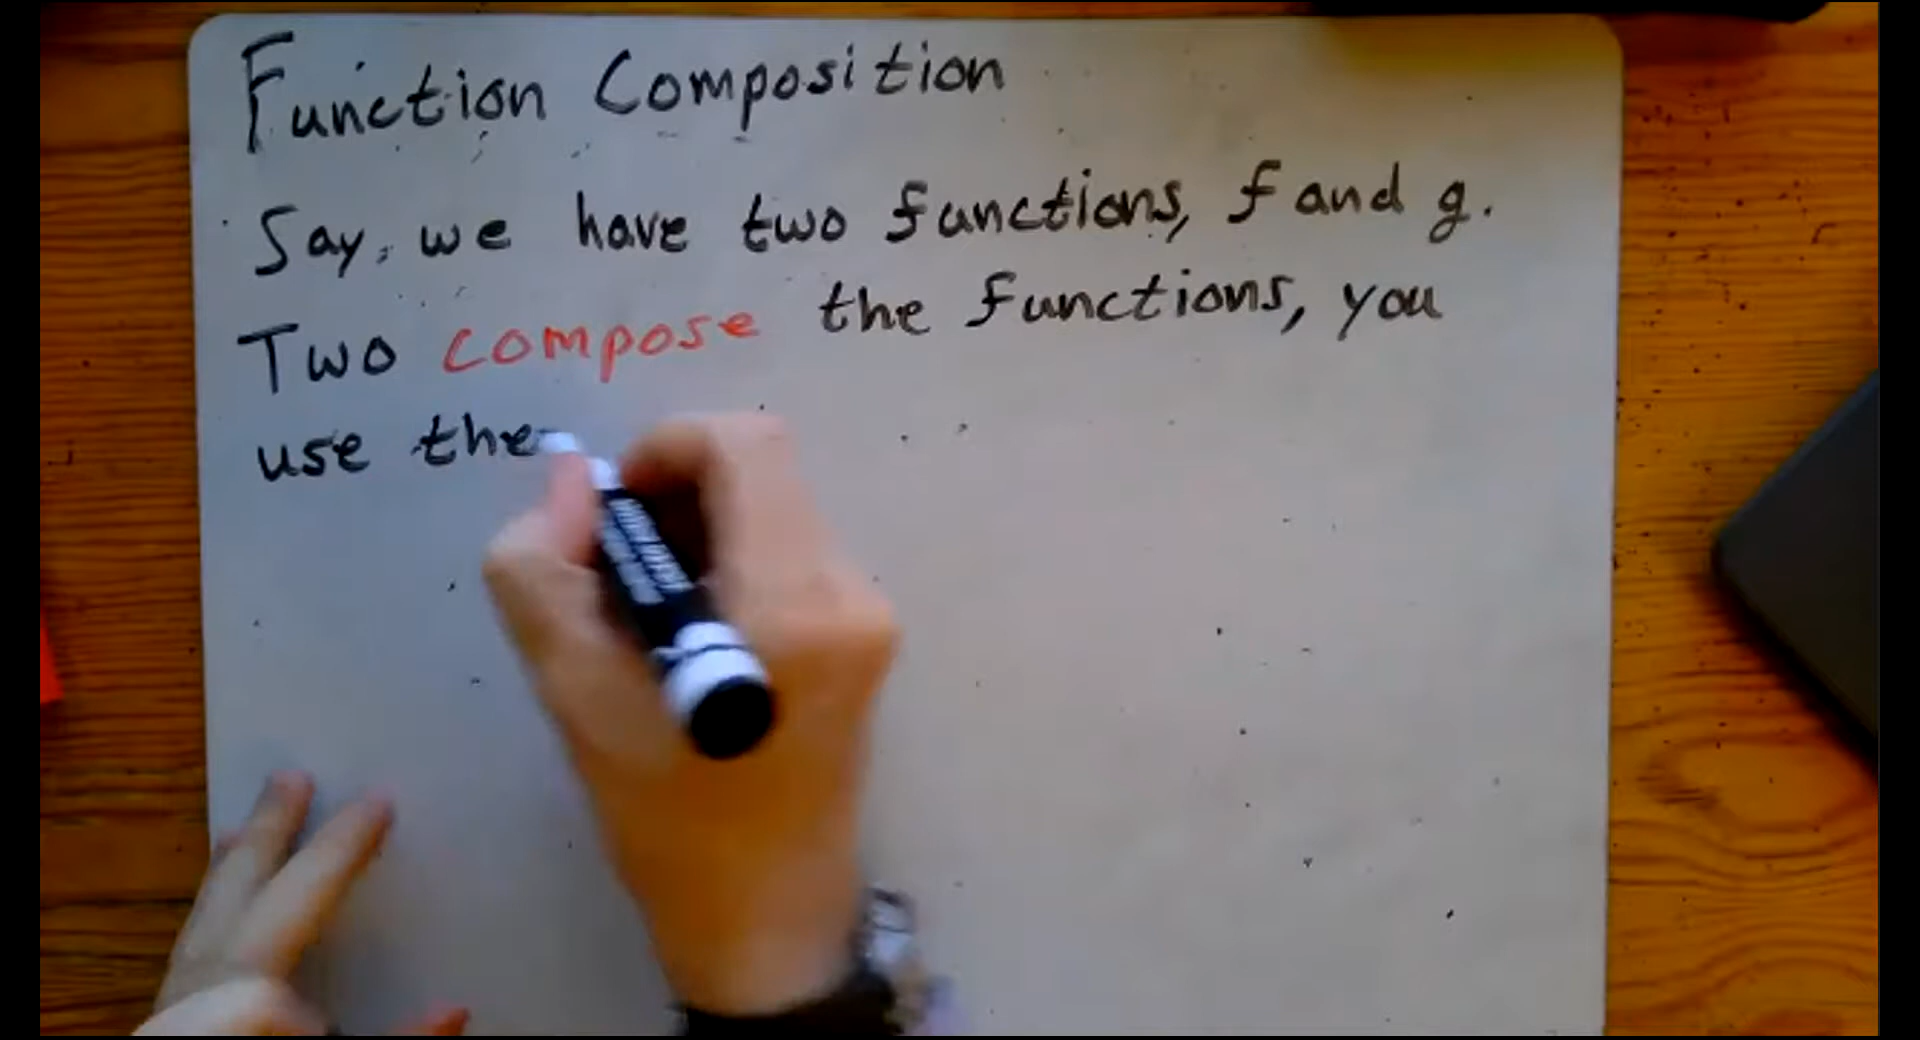 Function Composition
Say, we have two functions, f and g.
Two compose the functions, you
use the